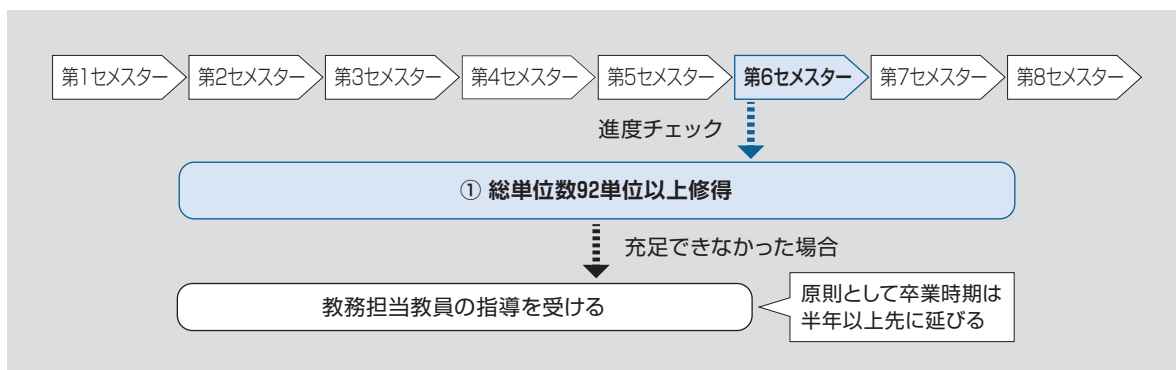 第1セメスター 第2セメスター 第3セメスター 第4セメスター 第5セメスター 第6セメスター 第7セメスター 第8セメスター
進度チェック
① 総単位数92単位以上修得
充足できなかった場合
教務担当教員の指導を受ける
原則として卒業時期は
半年以上先に延びる